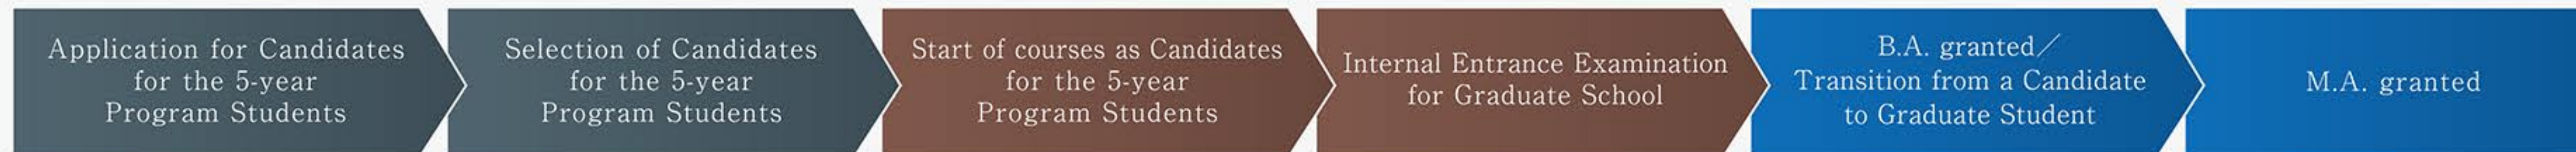 Application for Candidates
for the 5-year
Program Students
Selection of Candidates
for the 5-year
Program Students
Start of courses as Candidates
for the 5-year
Program Students
Internal Entrance Examination
for Graduate School
B.A. granted／
Transition from a Candidate
to Graduate Student
M.A. granted